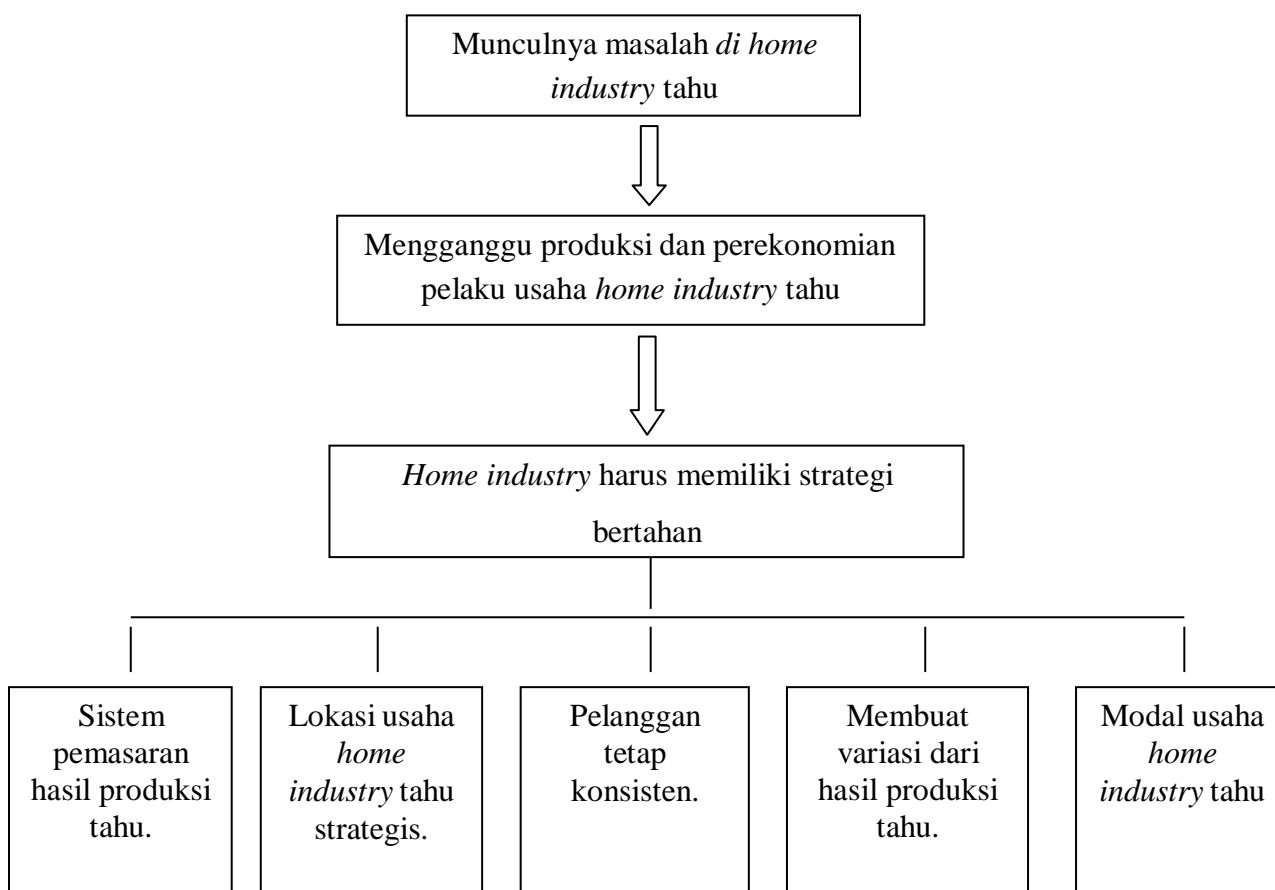 Munculnya masalah di home
industry tahu
Mengganggu produksi dan perekonomian
pelaku usaha home industry tahu
Home industry harus memiliki strategi
bertahan
Sistem
pemasaran
hasil produksi
tahu.
Lokasi usaha
home
industry tahu
strategis.
Pelanggan
tetap
konsisten.
Membuat
variasi dari
hasil produksi
tahu.
Modal usaha
home
industry tahu